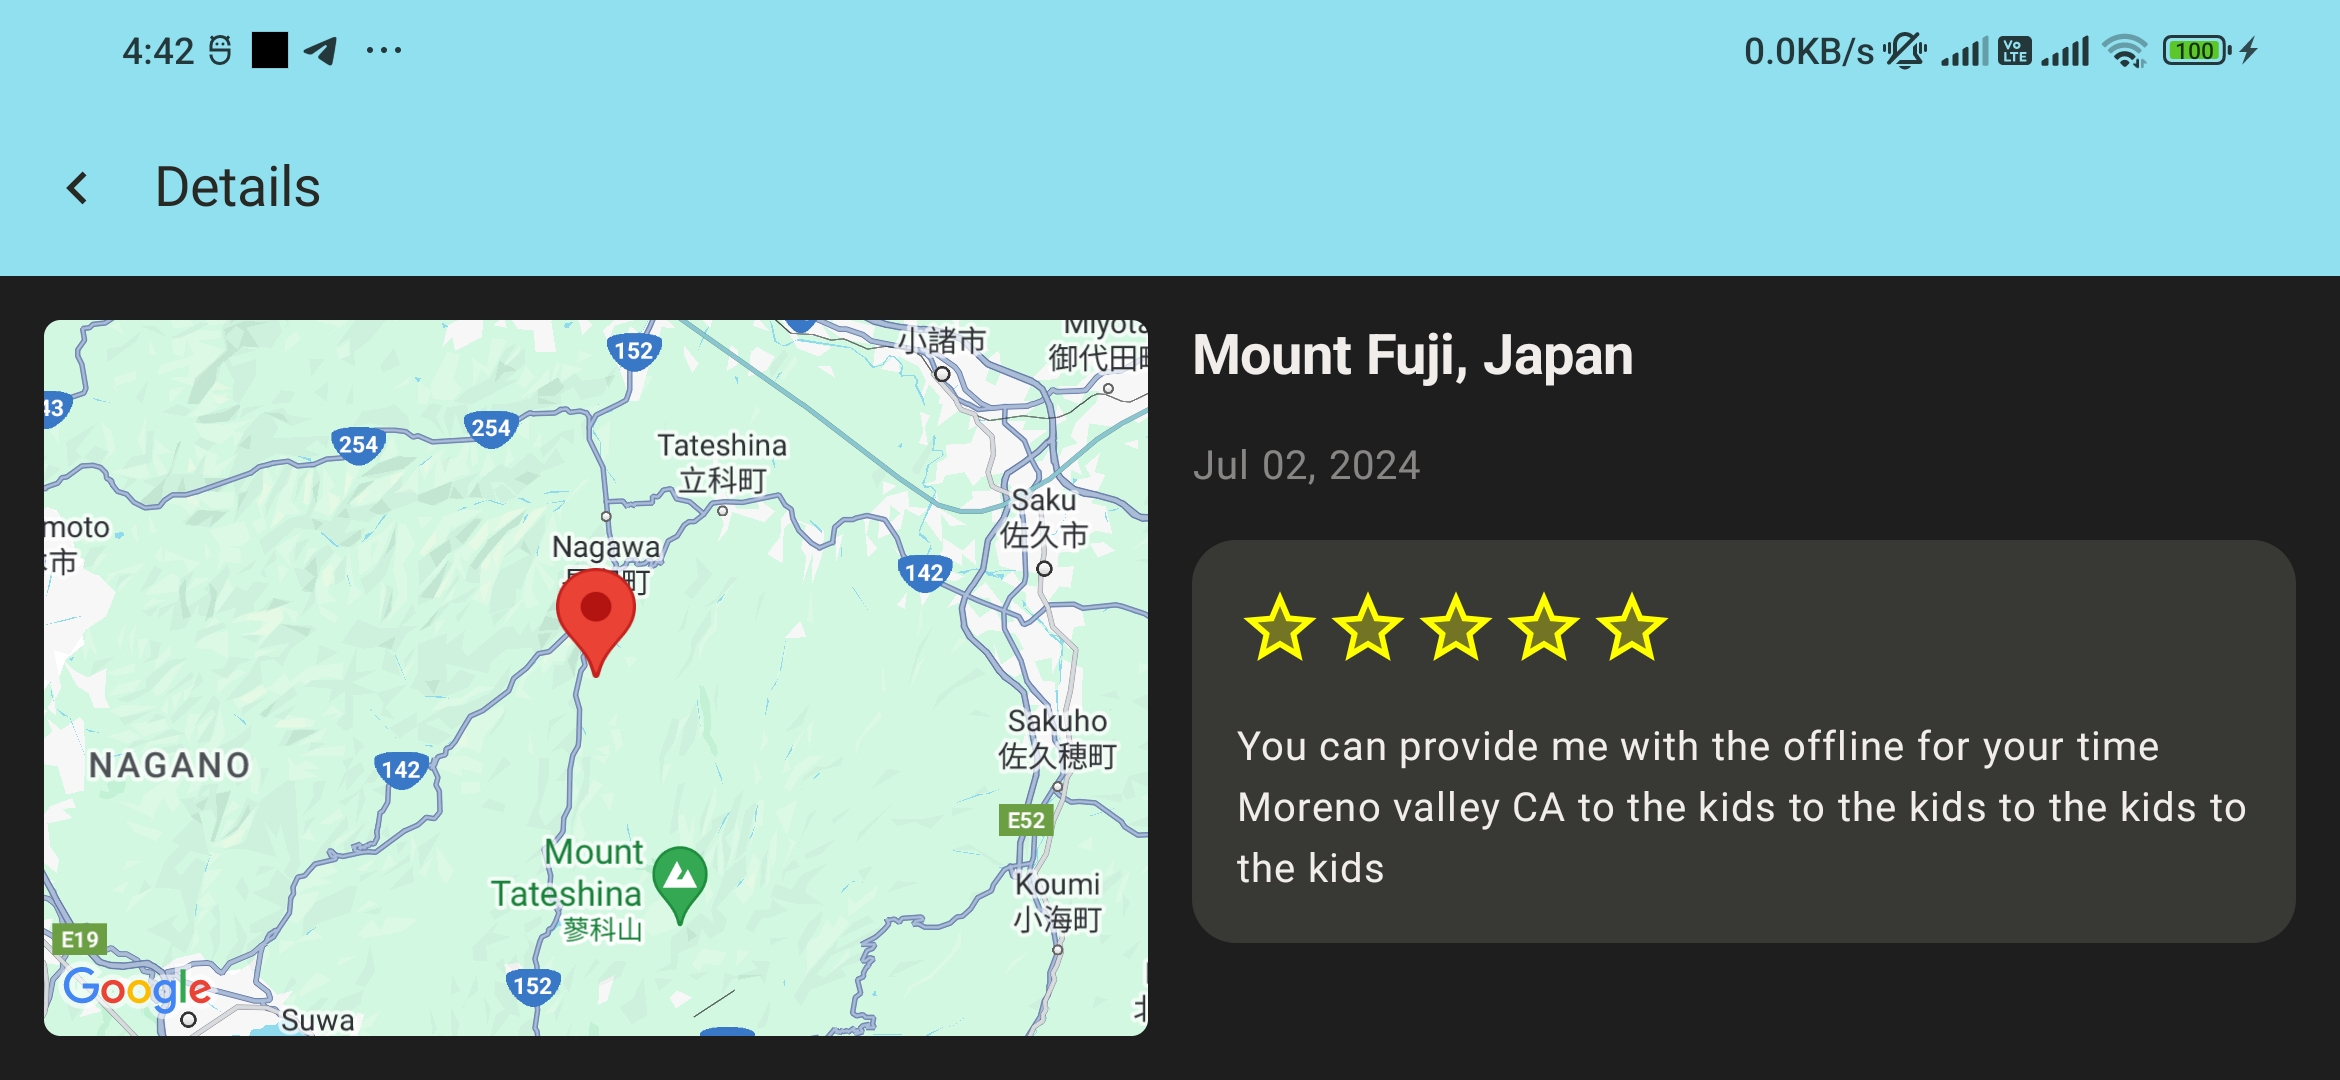 4:42
0.0KB/s
Vo
LTE
100
Details
Mount Fuji, Japan
Jul 02, 2024
You can provide me with the offline for your time
Moreno valley CA to the kids to the kids to the kids to
the kids
152
小諸市
御代田
43
254
254
Tateshina
立科町
Saku
佐久市
moto
市
Nagawa
町
142
Sakuho
佐久穂町
NAGANO
142
E52
Mount
Tateshina
蓼科山
Koumi
小海町
E19
Google
152
Suwa